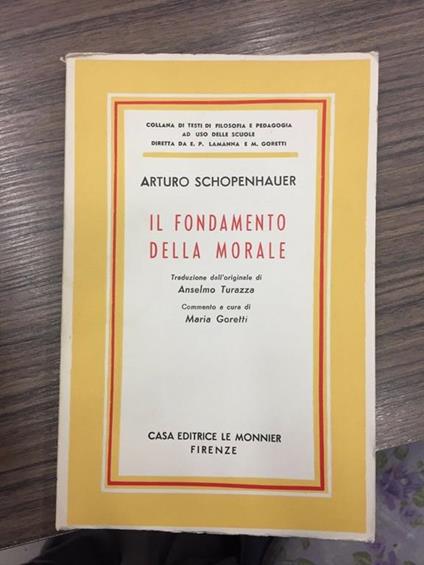 COLLANA DI TESTI DI FILOSOFIA E PEDAGOGIA
AD USO DELLE SCUOLE
DIRETTA DA E. P. LAMANNA E M. GORETTI
ARTURO SCHOPENHAUER
IL FONDAMENTO
DELLA MORALE
Traduzione dall'originale di
Anselmo Turazza
Commento a cura di
Maria Goretti
CASA EDITRICE LE MONNIER
FIRENZE